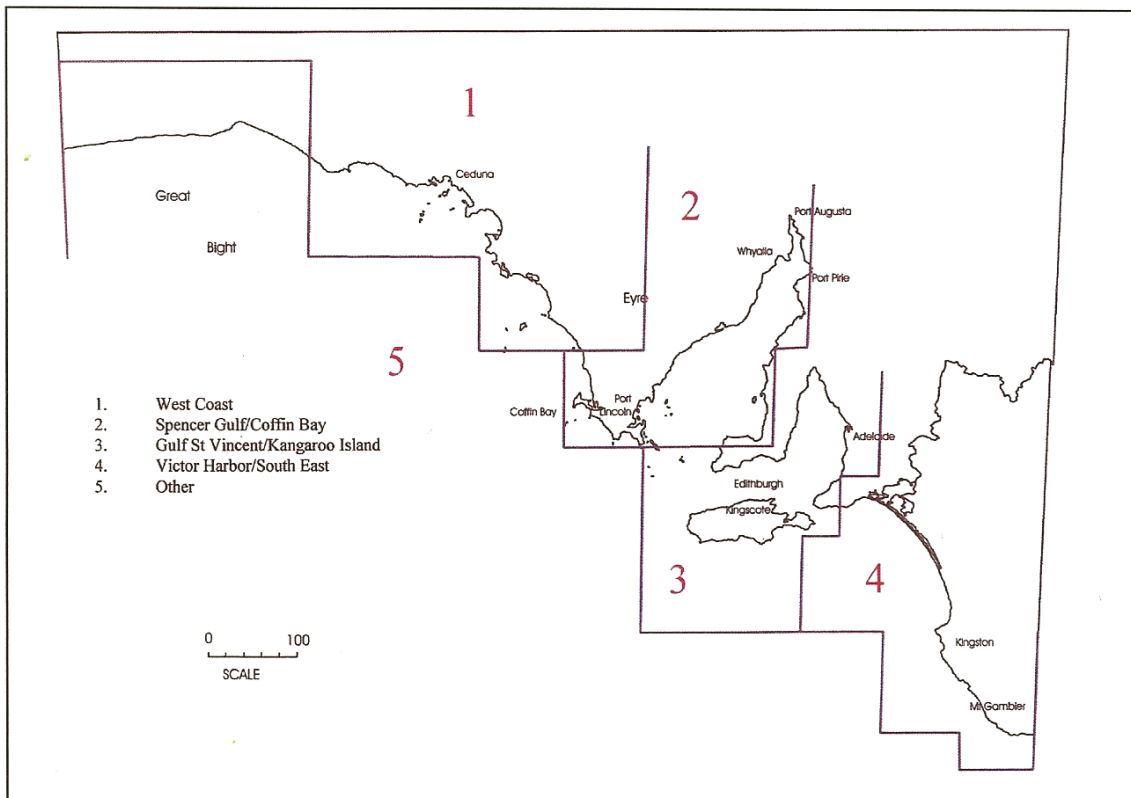 1
Ceduna
Great
2
Port Augusta
Bight
Whyalla
Port Pirie
Eyre
5
1. West Coast
2. Spencer Gulf/Coffin Bay
3. Gulf St Vincent/Kangaroo Island
4. Victor Harbor/South East
5. Other
Port
Lincoln
Coffin Bay
Adelaide
Edithburgh
Kingscote
3
4
0 100
SCALE
Kingston
Mt Gambier